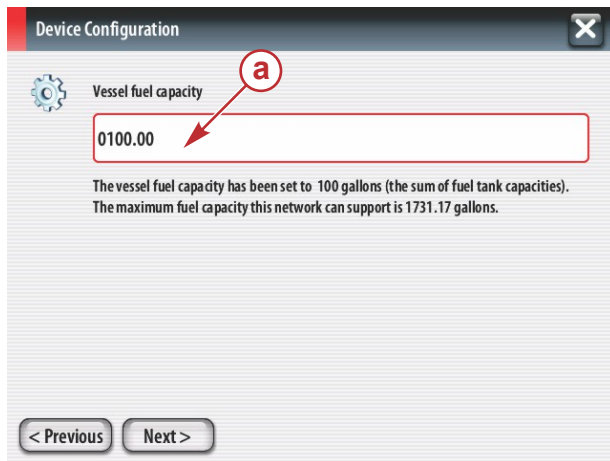 Device Configuration
a
Vessel fuel capacity
0100.00
The vessel fuel capacity has been set to 100 gallons (the sum of fuel tank capacities).
The maximum fuel capacity this network can support is 1731.17 gallons.
< Previous Next >